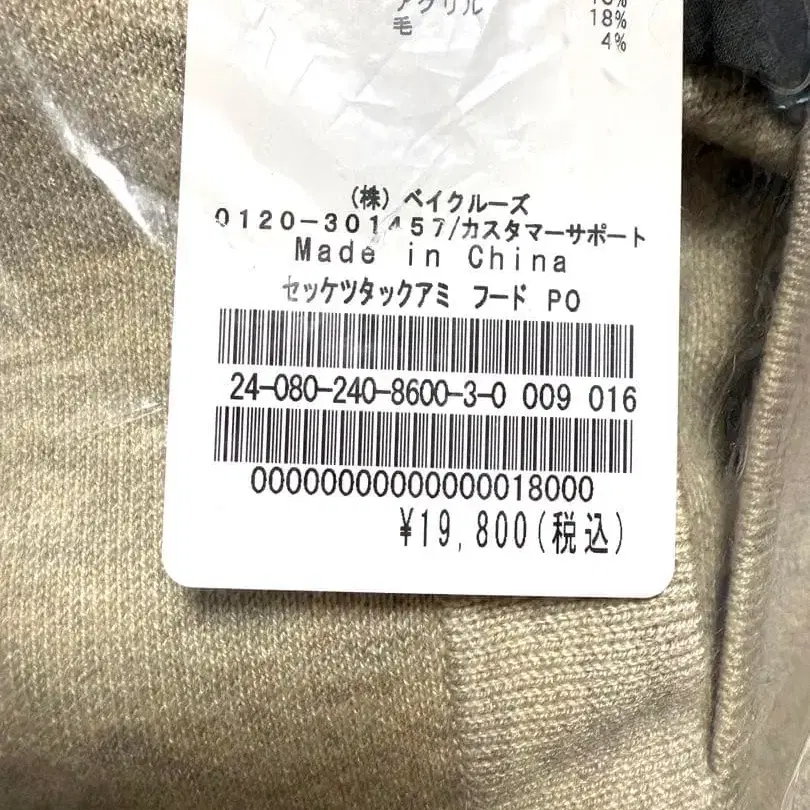 アクリル 18%
毛 4%
(株) ベイクルーズ
0120-301457/カスタマーサポート
Made in China
セッケツタックアミ フード PO
24-080-240-8600-3-0 009 016
00000000000000018000
¥19,800(税込)